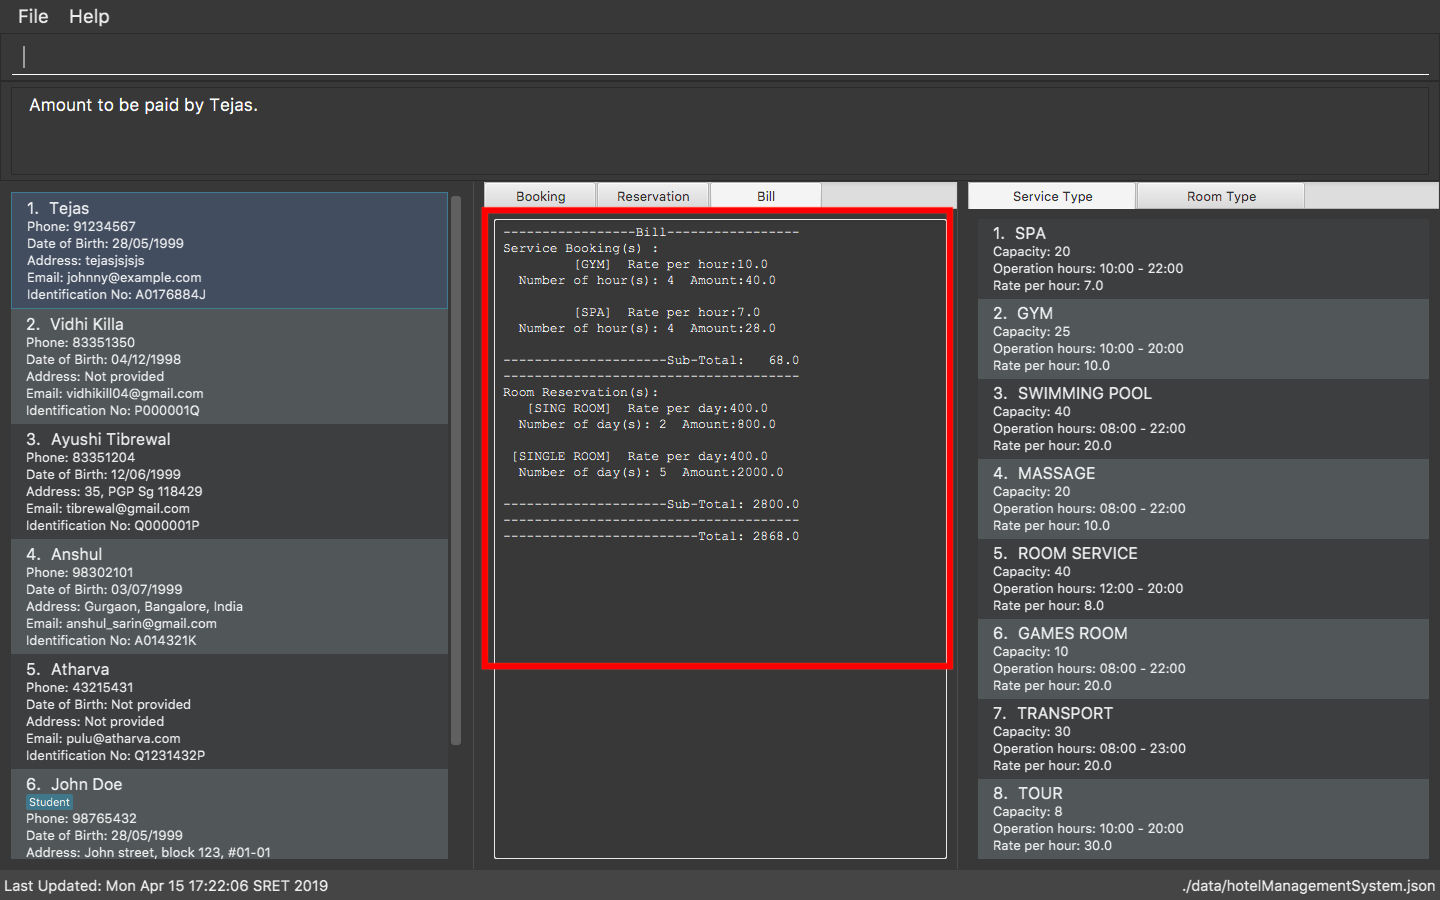 File Help
Amount to be paid by Tejas.
1. Tejas
Phone: 91234567
Date of Birth: 28/05/1999
Address: tejasjsjsjs
Email: johnny@example.com
Identification No: A0176884J
2. Vidhi Killa
Phone: 83351350
Date of Birth: 04/12/1998
Address: Not provided
Email: vidhikill04@gmail.com
Identification No: P000001Q
3. Ayushi Tibrewal
Phone: 83351204
Date of Birth: 12/06/1999
Address: 35, PGP Sg 118429
Email: tibrewal@gmail.com
Identification No: Q000001P
4. Anshul
Phone: 98302101
Date of Birth: 03/07/1999
Address: Gurgaon, Bangalore, India
Email: anshul_sarin@gmail.com
Identification No: A014321K
5. Atharva
Phone: 43215431
Date of Birth: Not provided
Address: Not provided
Email: pulu@atharva.com
Identification No: Q1231432P
6. John Doe
Student
Phone: 98765432
Date of Birth: 28/05/1999
Address: John street, block 123, #01-01
Booking Reservation Bill
-----------------Bill-----------------
Service Booking(s) :
[GYM] Rate per hour:10.0
Number of hour(s): 4 Amount:40.0
[SPA] Rate per hour:7.0
Number of hour(s): 4 Amount:28.0
---------------------Sub-Total: 68.0
--------------------------------------
Room Reservation(s):
[SING ROOM] Rate per day:400.0
Number of day(s): 2 Amount:800.0
[SINGLE ROOM] Rate per day:400.0
Number of day(s): 5 Amount:2000.0
---------------------Sub-Total: 2800.0
--------------------------------------
-------------------------Total: 2868.0
Service Type Room Type
1. SPA
Capacity: 20
Operation hours: 10:00 - 22:00
Rate per hour: 7.0
2. GYM
Capacity: 25
Operation hours: 10:00 - 20:00
Rate per hour: 10.0
3. SWIMMING POOL
Capacity: 40
Operation hours: 08:00 - 22:00
Rate per hour: 20.0
4. MASSAGE
Capacity: 20
Operation hours: 08:00 - 22:00
Rate per hour: 10.0
5. ROOM SERVICE
Capacity: 40
Operation hours: 12:00 - 20:00
Rate per hour: 8.0
6. GAMES ROOM
Capacity: 10
Operation hours: 08:00 - 22:00
Rate per hour: 20.0
7. TRANSPORT
Capacity: 30
Operation hours: 08:00 - 23:00
Rate per hour: 20.0
8. TOUR
Capacity: 8
Operation hours: 10:00 - 20:00
Rate per hour: 30.0
Last Updated: Mon Apr 15 17:22:06 SRET 2019
./data/hotelManagementSystem.json